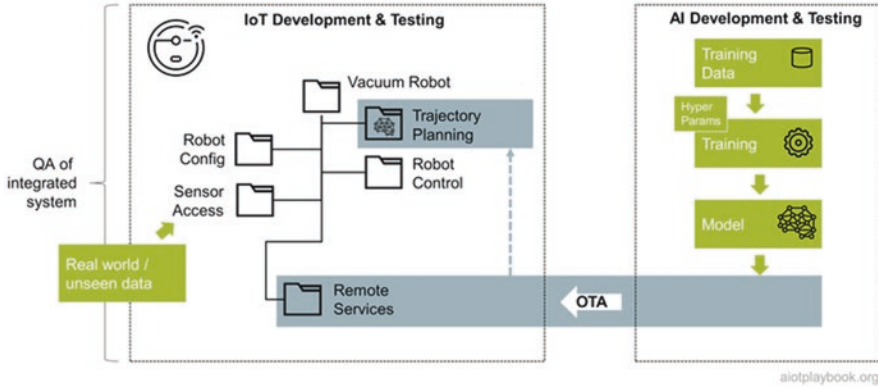 IoT Development & Testing
AI Development & Testing
Vacuum Robot
Trajectory
Planning
Robot
Config
Robot
Control
Sensor
Access
QA of
integrated
system
Real world /
unseen data
Remote
Services
OTA
Training
Data
Hyper
Params
Training
Model
aiotplaybook.org